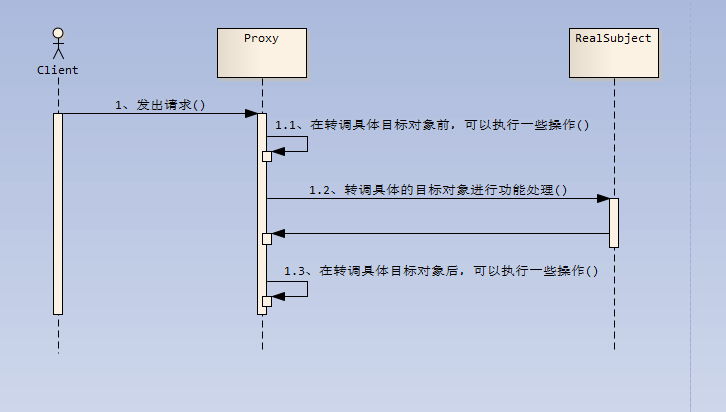 Proxy
RealSubject
Client
1、发出请求()
1.1、在转调具体目标对象前，可以执行一些操作()
1.2、转调具体的目标对象进行功能处理()
1.3、在转调具体目标对象后，可以执行一些操作()